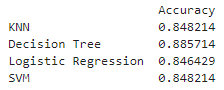 Accuracy
KNN 0.848214
Decision Tree 0.885714
Logistic Regression 0.846429
SVM 0.848214